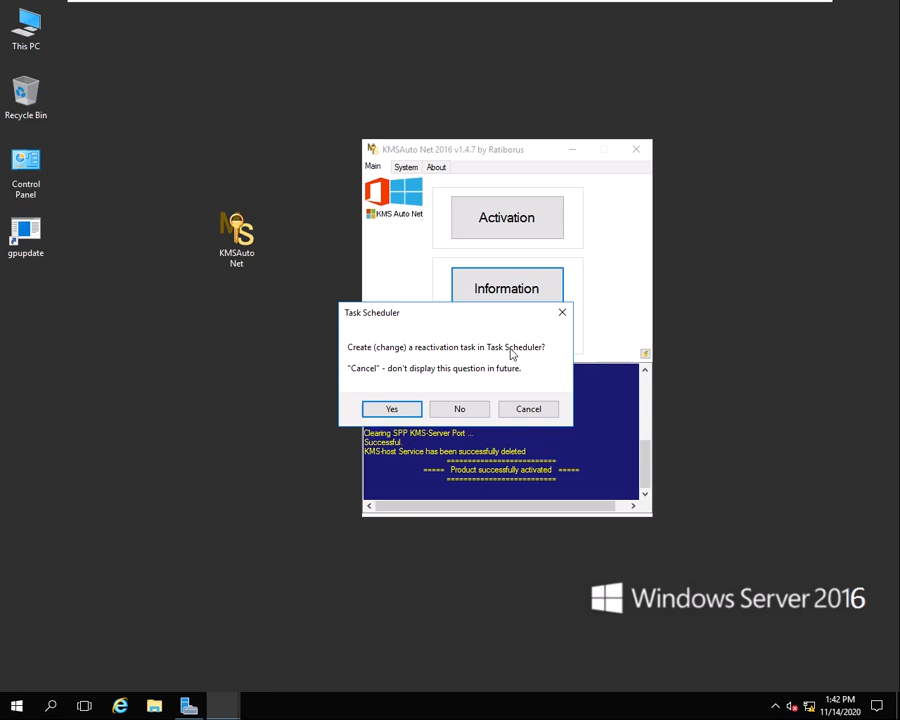 This PC
Recycle Bin
Control
Panel
gpupdate
KMSAuto
Net
KMSAuto Net 2016 v1.4.7 by Ratiborus
Main
System
About
KMS Auto Net
Activation
Information
Task Scheduler
Create (change) a reactivation task in Task Scheduler?
"Cancel" - don't display this question in future.
Yes
No
Cancel
Clearing SPP KMS-Server Port ...
Successful.
KMS-host Service has been successfully deleted
===========================
===== Product successfully activated =====
===========================
Windows Server 2016
1:42 PM
11/14/2020